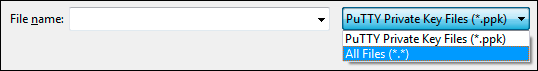 File name: PuTTY Private Key Files (*.ppk)
PuTTY Private Key Files (*.ppk)
All Files (*.*)